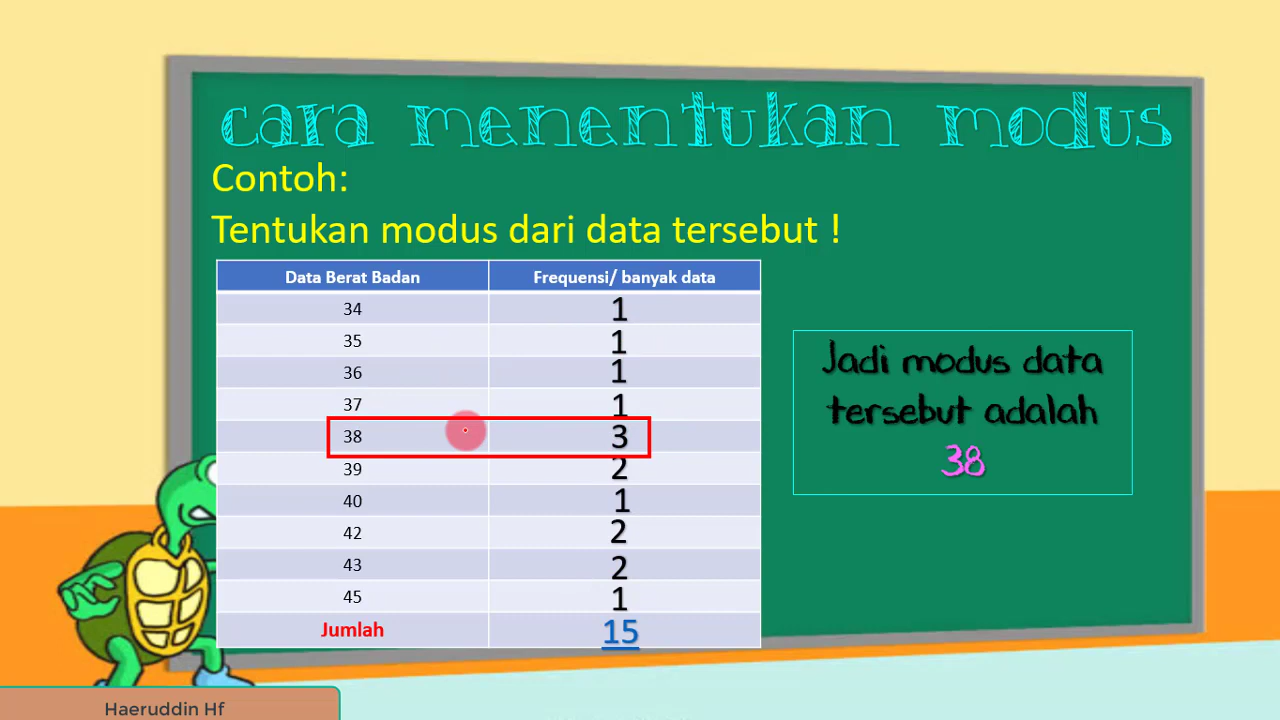 cara menentukan modus
Contoh:
Tentukan modus dari data tersebut !
Data Berat Badan Frequensi/ banyak data
34 1
35 1
36 1
37 1
38 3
39 2
40 1
42 2
43 2
45 1
Jumlah 15
Jadi modus data
tersebut adalah
38
Haeruddin Hf